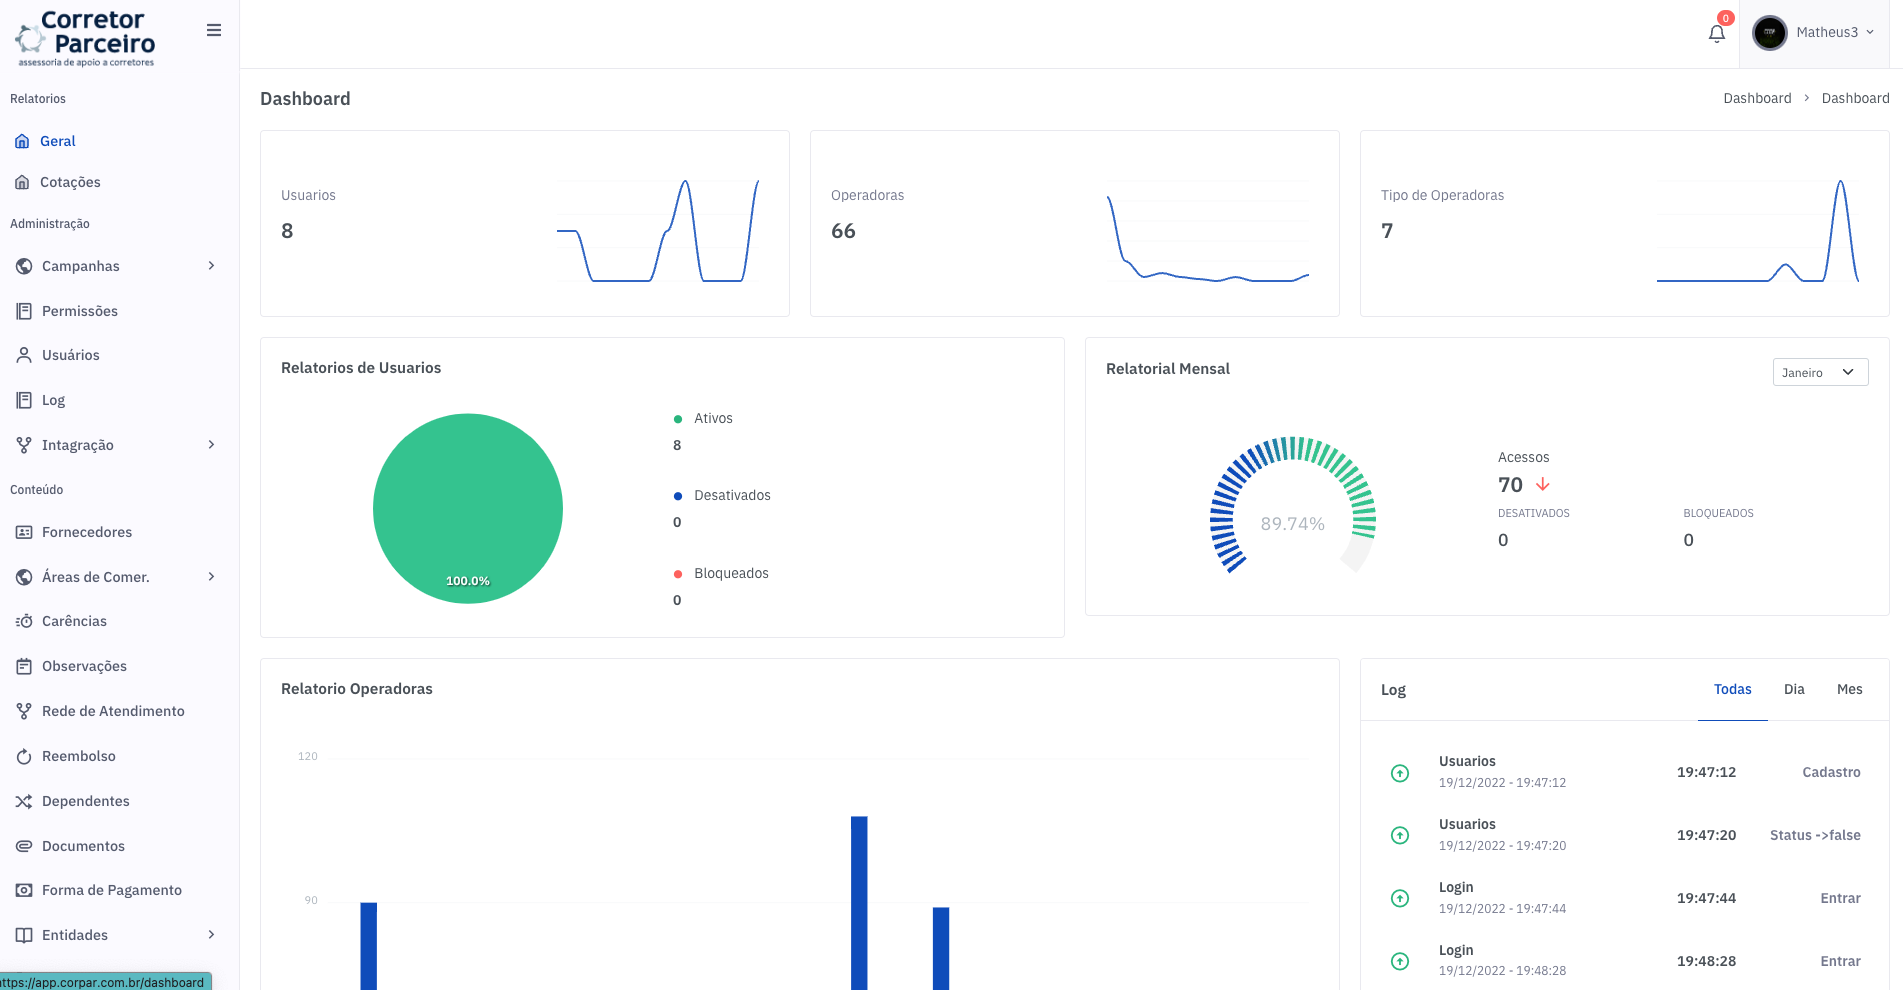 Corretor
Parceiro
assessoria de apoio a corretores
0
Matheus3
Relatorios
Geral
Cotações
Administração
Campanhas
Permissões
Usuários
Log
Intagração
Conteúdo
Fornecedores
Áreas de Comer.
Carências
Observações
Rede de Atendimento
Reembolso
Dependentes
Documentos
Forma de Pagamento
Entidades
https://app.corpar.com.br/dashboard
Dashboard
Dashboard > Dashboard
Usuarios
8
Operadoras
66
Tipo de Operadoras
7
Relatorios de Usuarios
100.0%
Ativos
8
Desativados
0
Bloqueados
0
Relatorial Mensal
Janeiro
89.74%
Acessos
70
DESATIVADOS BLOQUEADOS
0 0
Relatorio Operadoras
120
90
Log
Todas Dia Mes
Usuarios
19/12/2022 - 19:47:12
19:47:12 Cadastro
Usuarios
19/12/2022 - 19:47:20
19:47:20 Status ->false
Login
19/12/2022 - 19:47:44
19:47:44 Entrar
Login
19/12/2022 - 19:48:28
19:48:28 Entrar